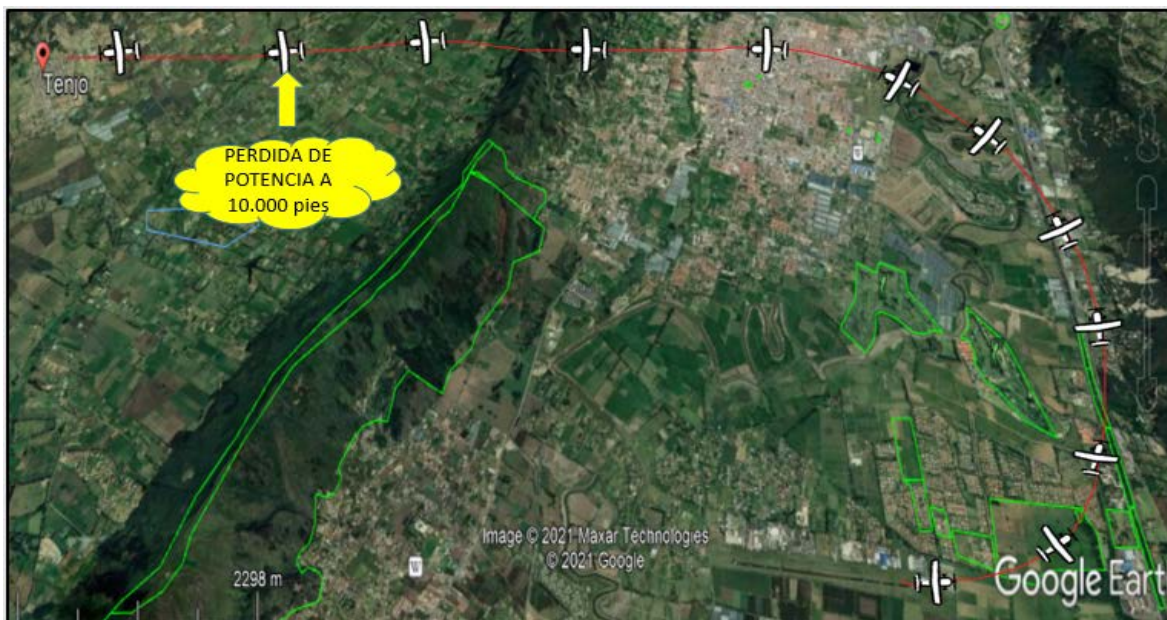 Tenjo
PERDIDA DE
POTENCIA A
10.000 pies
W
Image © 2021 Maxar Technologies
© 2021 Google
W
2298 m
Google Eart